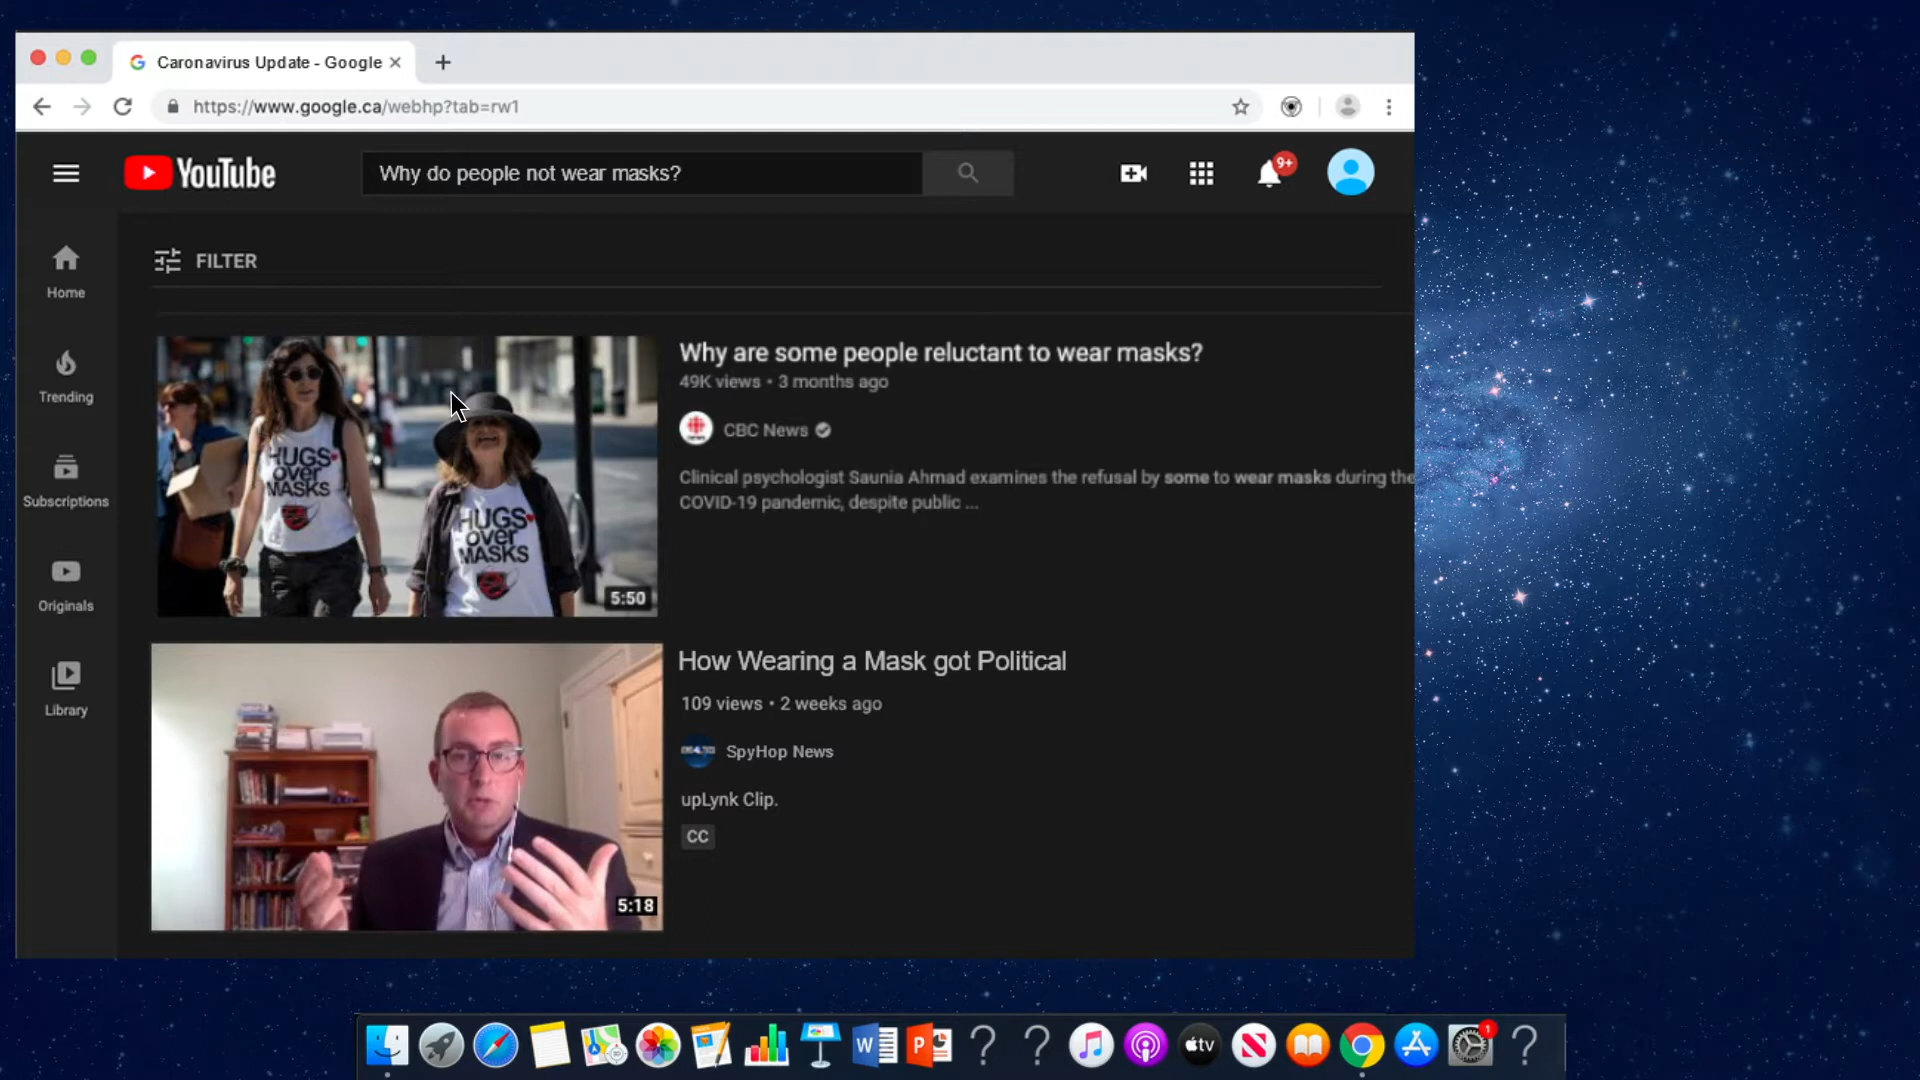 Caronavirus Update - Google
https://www.google.ca/webhp?tab=rw1
YouTube
Why do people not wear masks?
9+
Home
Trending
Subscriptions
Originals
Library
FILTER
HUGS
over
MASKS
HUGS
over
MASKS
5:50
Why are some people reluctant to wear masks?
49K views • 3 months ago
CBC News
Clinical psychologist Saunia Ahmad examines the refusal by some to wear masks during the
COVID-19 pandemic, despite public ...
5:18
How Wearing a Mask got Political
109 views • 2 weeks ago
SpyHop News
upLynk Clip.
CC
W
P
tv
1